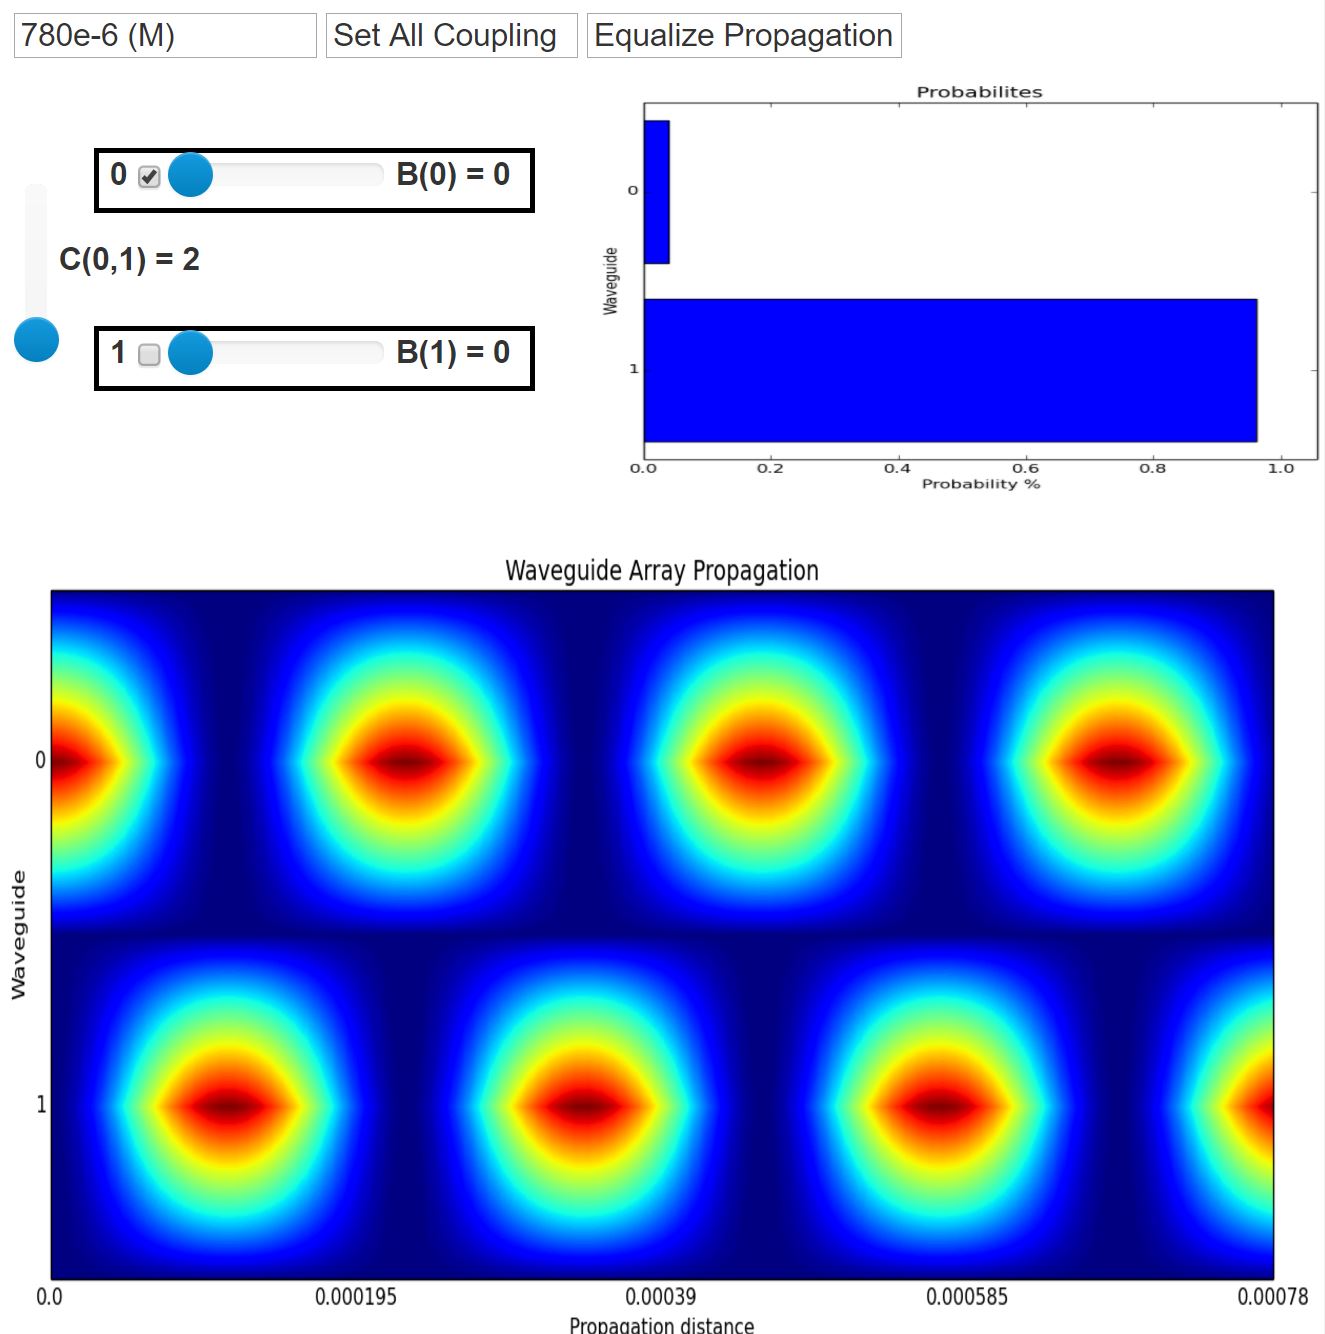 780e-6 (M) Set All Coupling Equalize Propagation
0 B(0) = 0
C(0,1) = 2
1 B(1) = 0
Probabilites
Waveguide
0
1
0.0 0.2 0.4 0.6 0.8 1.0
Probability %
Waveguide Array Propagation
Waveguide
0
1
0.0 0.000195 0.00039 0.000585 0.00078
Propagation distance